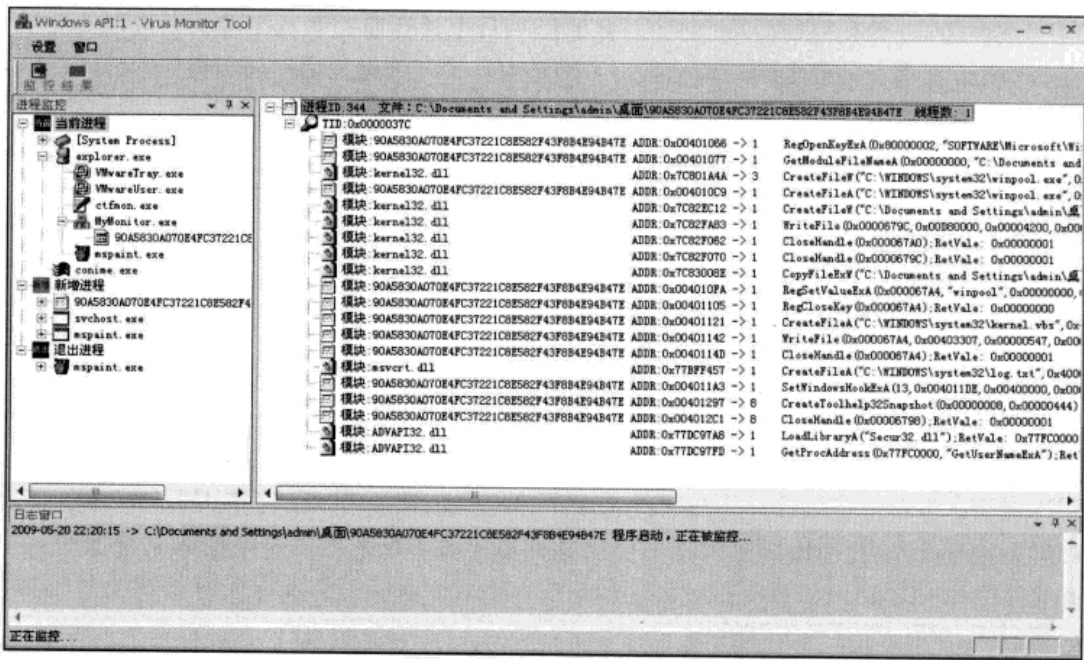 Windows API:1 - Virus Monitor Tool
设置 窗口
监控结果
进程监控
当前进程
[System Process]
explorer.exe
VMwareTray.exe
VMwareUser.exe
ctfmon.exe
MyMonitor.exe
90A5830A070E4FC37221C8
mspaint.exe
conime.exe
新增进程
90A5830A070E4FC37221C8E582F4
svchost.exe
mspaint.exe
退出进程
mspaint.exe
进程ID:344 文件:C:\Documents and Settings\admin\桌面\90A5830A070E4FC37221C8E582F43F8B4E94B47E 线程数: 1
TID:0x0000037C
模块:90A5830A070E4FC37221C8E582F43F8B4E94B47E ADDR:0x00401066 -> 1 RegOpenKeyExA(0x80000002, "SOFTWARE\Microsoft\Wi
模块:90A5830A070E4FC37221C8E582F43F8B4E94B47E ADDR:0x00401077 -> 1 GetModuleFileNameA(0x00000000, "C:\Documents and
模块:kernel32.dll ADDR:0x7C801A4A -> 3 CreateFileW("C:\WINDOWS\system32\winpool.exe", 0
模块:90A5830A070E4FC37221C8E582F43F8B4E94B47E ADDR:0x004010C9 -> 1 CreateFileA("C:\WINDOWS\system32\winpool.exe", 0
模块:kernel32.dll ADDR:0x7C82EC12 -> 1 CreateFileW("C:\Documents and Settings\admin\桌
模块:kernel32.dll ADDR:0x7C82FA83 -> 1 WriteFile(0x0000679C, 0x00D80000, 0x00004200, 0x00
模块:kernel32.dll ADDR:0x7C82F062 -> 1 CloseHandle(0x000067A0);RetVale: 0x00000001
模块:kernel32.dll ADDR:0x7C82F070 -> 1 CloseHandle(0x0000679C);RetVale: 0x00000001
模块:kernel32.dll ADDR:0x7C83008E -> 1 CopyFileExW("C:\Documents and Settings\admin\桌
模块:90A5830A070E4FC37221C8E582F43F8B4E94B47E ADDR:0x004010FA -> 1 RegSetValueExA(0x000067A4, "winpool", 0x00000000,
模块:90A5830A070E4FC37221C8E582F43F8B4E94B47E ADDR:0x00401105 -> 1 RegCloseKey(0x000067A4);RetVale: 0x00000000
模块:90A5830A070E4FC37221C8E582F43F8B4E94B47E ADDR:0x00401121 -> 1 CreateFileA("C:\WINDOWS\system32\kernel.vbs", 0x
模块:90A5830A070E4FC37221C8E582F43F8B4E94B47E ADDR:0x00401142 -> 1 WriteFile(0x000067A4, 0x00403307, 0x00000547, 0x00
模块:90A5830A070E4FC37221C8E582F43F8B4E94B47E ADDR:0x0040114D -> 1 CloseHandle(0x000067A4);RetVale: 0x00000001
模块:msvcrt.dll ADDR:0x77BFF457 -> 1 CreateFileA("C:\WINDOWS\system32\log.txt", 0x400
模块:90A5830A070E4FC37221C8E582F43F8B4E94B47E ADDR:0x004011A3 -> 1 SetWindowsHookExA(13, 0x004011DE, 0x00400000, 0x00
模块:90A5830A070E4FC37221C8E582F43F8B4E94B47E ADDR:0x00401297 -> 8 CreateToolhelp32Snapshot(0x00000008, 0x00000444)
模块:90A5830A070E4FC37221C8E582F43F8B4E94B47E ADDR:0x004012C1 -> 8 CloseHandle(0x00006798);RetVale: 0x00000001
模块:ADVAPI32.dll ADDR:0x77DC97A8 -> 1 LoadLibraryA("Secur32.dll");RetVale: 0x77FC0000
模块:ADVAPI32.dll ADDR:0x77DC97FD -> 1 GetProcAddress(0x77FC0000, "GetUserNameExA");Ret
日志窗口
2009-05-20 22:20:15 -> C:\Documents and Settings\admin\桌面\90A5830A070E4FC37221C8E582F43F8B4E94B47E 程序启动，正在被监控...
正在监控...